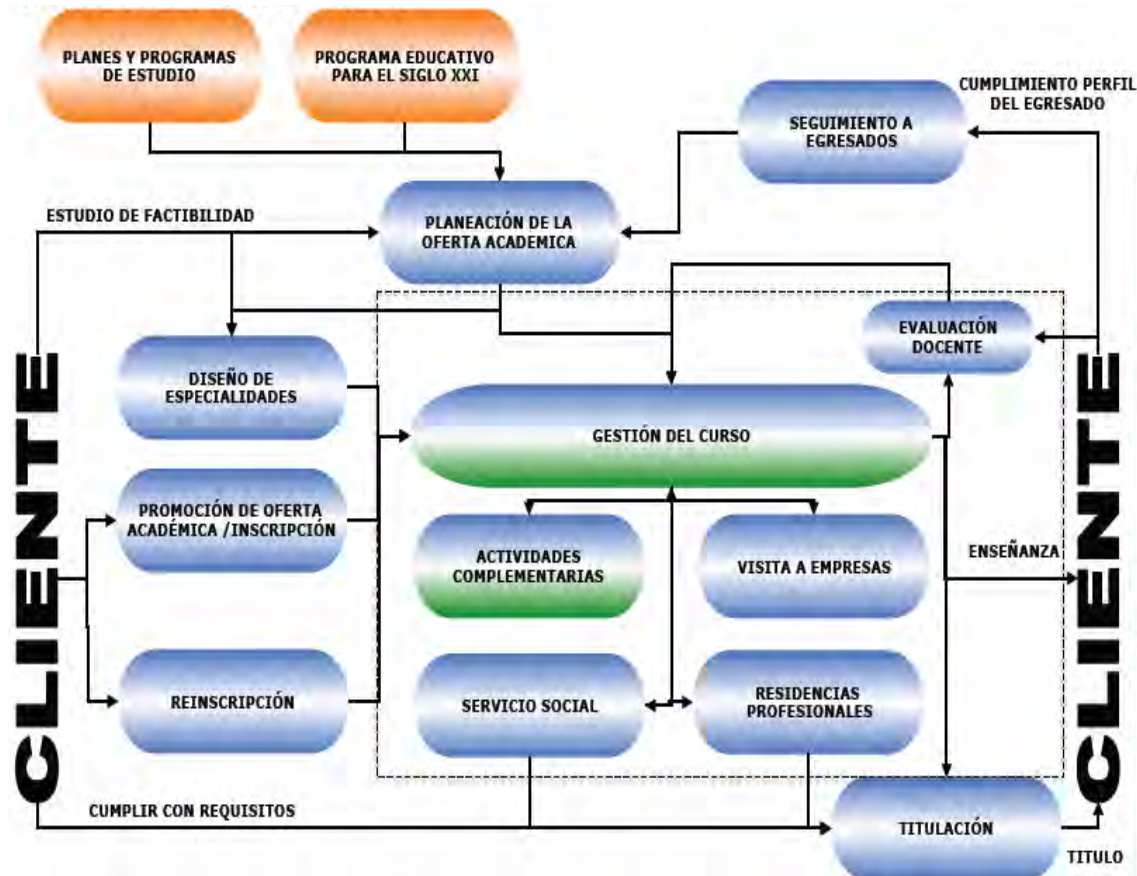 PLANES Y PROGRAMAS
DE ESTUDIO
PROGRAMA EDUCATIVO
PARA EL SIGLO XXI
CUMPLIMIENTO PERFIL
DEL EGRESADO
SEGUIMIENTO A
EGRESADOS
ESTUDIO DE FACTIBILIDAD
PLANEACIÓN DE LA
OFERTA ACADEMICA
EVALUACIÓN
DOCENTE
DISEÑO DE
ESPECIALIDADES
GESTIÓN DEL CURSO
CLIENTE
CLIENTE
PROMOCIÓN DE OFERTA
ACADÉMICA /INSCRIPCIÓN
ACTIVIDADES
COMPLEMENTARIAS
VISITA A EMPRESAS
ENSEÑANZA
REINSCRIPCIÓN
SERVICIO SOCIAL
RESIDENCIAS
PROFESIONALES
CUMPLIR CON REQUISITOS
TITULACIÓN
TITULO